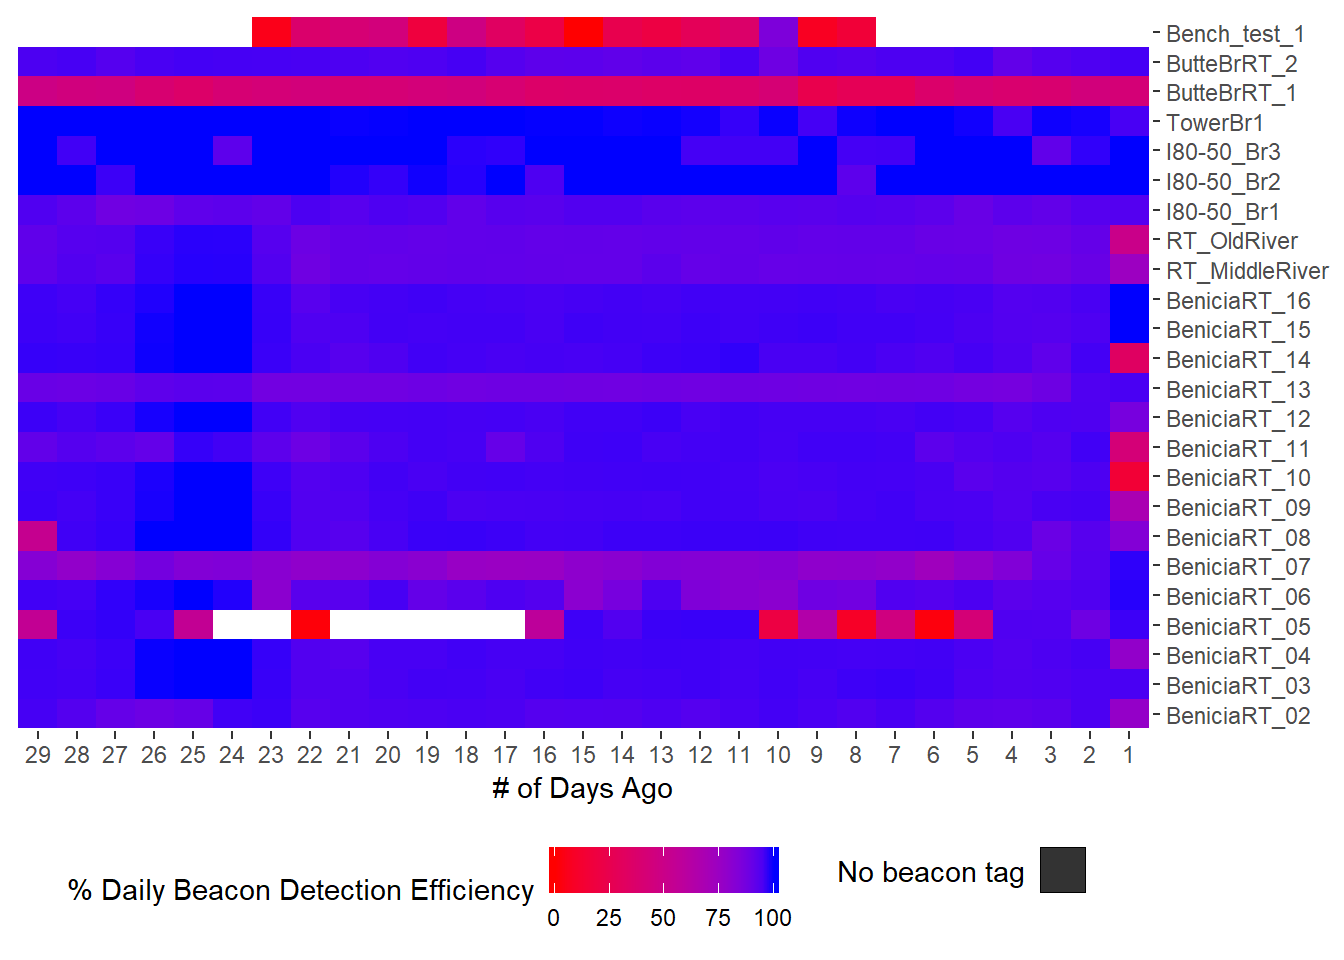 Bench_test_1
ButteBrRT_2
ButteBrRT_1
TowerBr1
I80-50_Br3
I80-50_Br2
I80-50_Br1
RT_OldRiver
RT_MiddleRiver
BeniciaRT_16
BeniciaRT_15
BeniciaRT_14
BeniciaRT_13
BeniciaRT_12
BeniciaRT_11
BeniciaRT_10
BeniciaRT_09
BeniciaRT_08
BeniciaRT_07
BeniciaRT_06
BeniciaRT_05
BeniciaRT_04
BeniciaRT_03
BeniciaRT_02
29 28 27 26 25 24 23 22 21 20 19 18 17 16 15 14 13 12 11 10 9 8 7 6 5 4 3 2 1
# of Days Ago
% Daily Beacon Detection Efficiency
0 25 50 75 100
No beacon tag